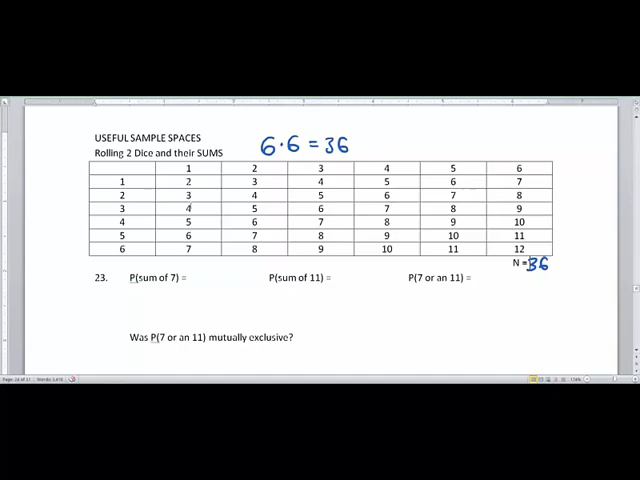 USEFUL SAMPLE SPACES
Rolling 2 Dice and their SUMS
6·6=36
1 2 3 4 5 6
1 2 3 4 5 6 7
2 3 4 5 6 7 8
3 4 5 6 7 8 9
4 5 6 7 8 9 10
5 6 7 8 9 10 11
6 7 8 9 10 11 12
N =36
23. P(sum of 7) = P(sum of 11) = P(7 or an 11) =
Was P(7 or an 11) mutually exclusive?